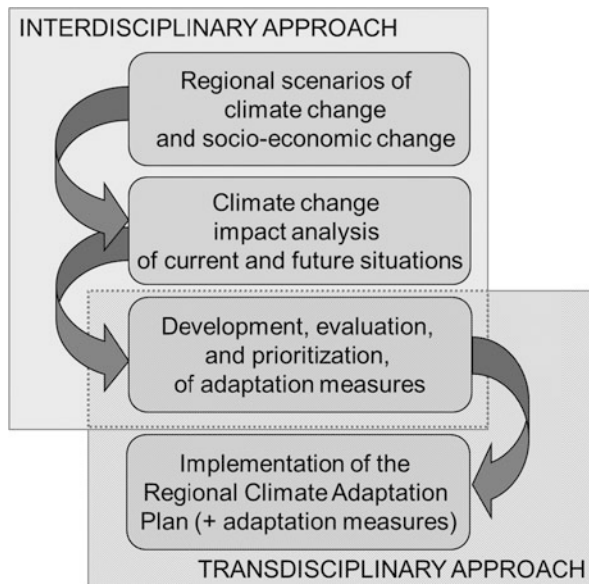 INTERDISCIPLINARY APPROACH
Regional scenarios of
climate change
and socio-economic change
Climate change
impact analysis
of current and future situations
Development, evaluation,
and prioritization,
of adaptation measures
Implementation of the
Regional Climate Adaptation
Plan (+ adaptation measures)
TRANSDISCIPLINARY APPROACH